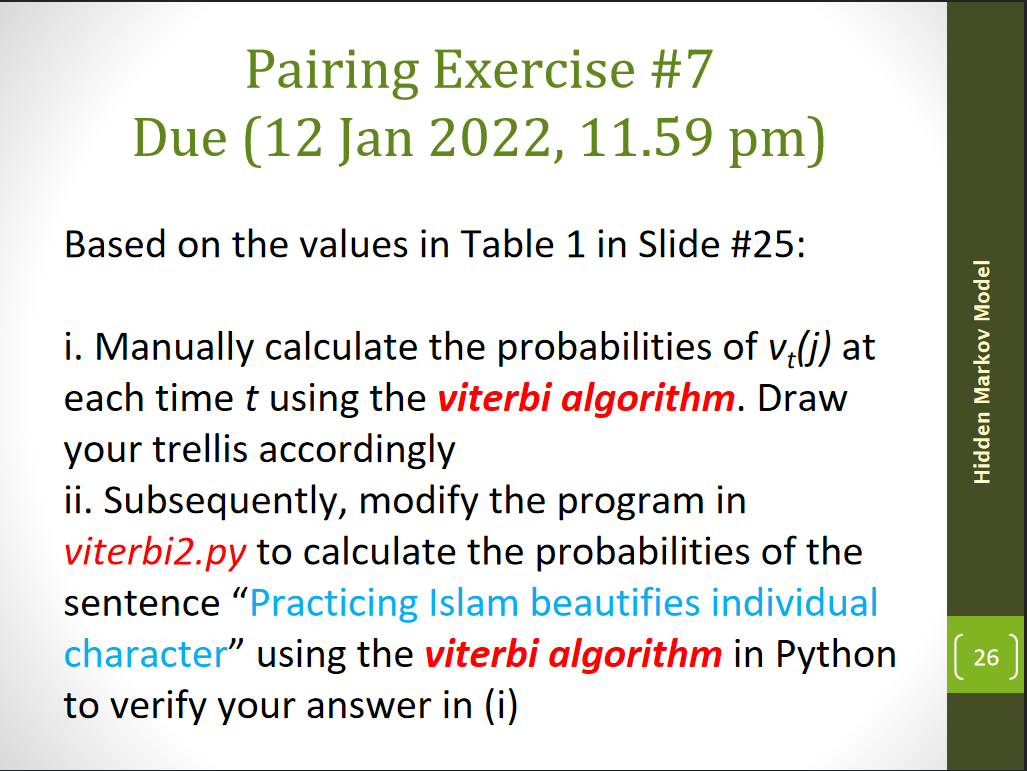 Pairing Exercise #7
Due (12 Jan 2022, 11.59 pm)
Based on the values in Table 1 in Slide #25:
i. Manually calculate the probabilities of vₜ(j) at
each time t using the viterbi algorithm. Draw
your trellis accordingly
ii. Subsequently, modify the program in
viterbi2.py to calculate the probabilities of the
sentence “Practicing Islam beautifies individual
character” using the viterbi algorithm in Python
to verify your answer in (i)
Hidden Markov Model
26